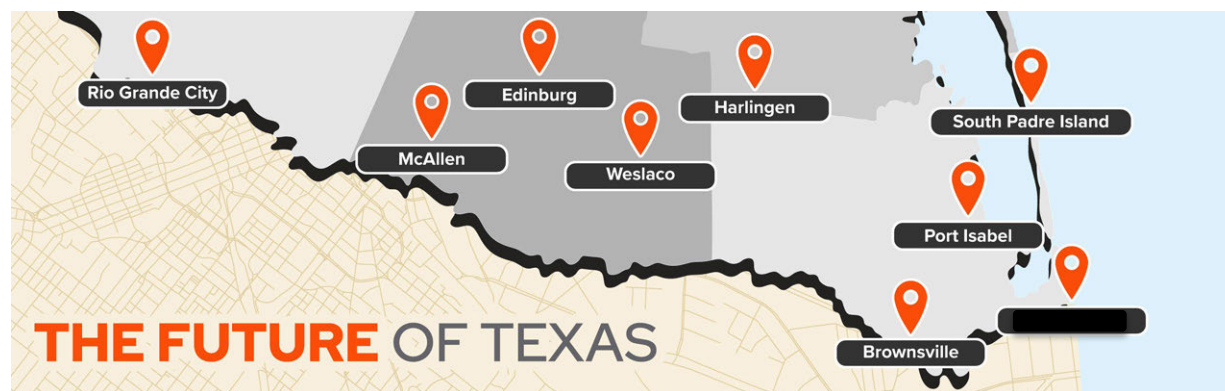 Rio Grande City
Edinburg
McAllen
Weslaco
Harlingen
South Padre Island
Port Isabel
Brownsville
THE FUTURE OF TEXAS